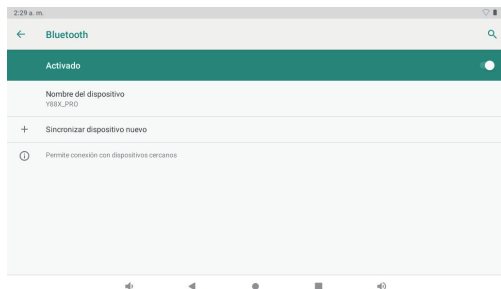 2:29 a. m.
Bluetooth
Activado
Nombre del dispositivo
Y88X_PRO
Sincronizar dispositivo nuevo
Permite conexión con dispositivos cercanos